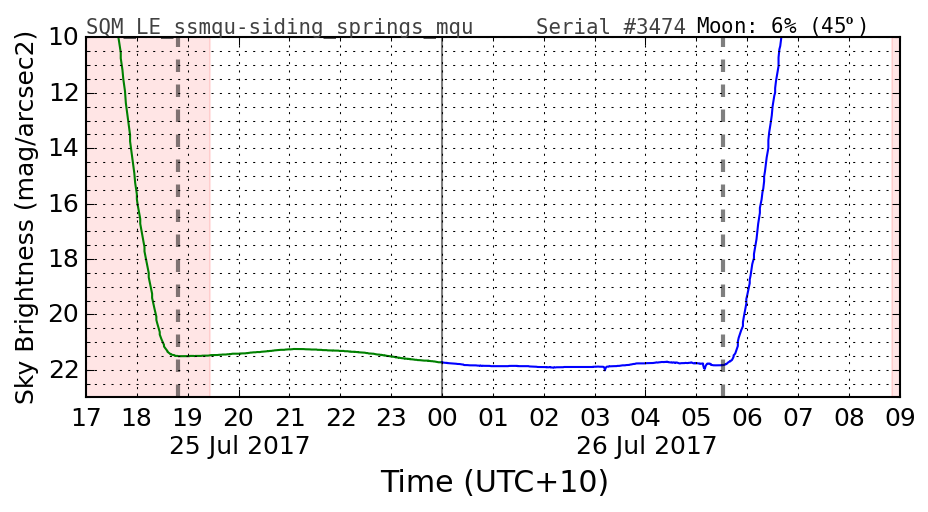 SQM_LE_ssmqu-siding_springs_mqu Serial #3474 Moon: 6% (45°)
Sky Brightness (mag/arcsec2)
10
12
14
16
18
20
22
17 18 19 20 21 22 23 00 01 02 03 04 05 06 07 08 09
25 Jul 2017 26 Jul 2017
Time (UTC+10)